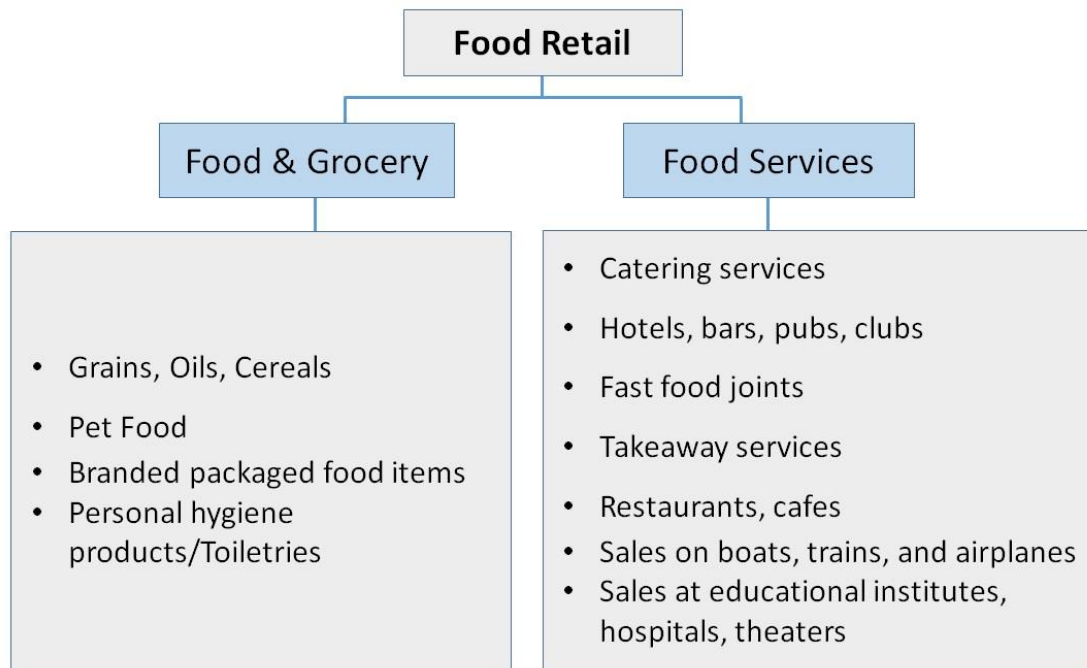 Food Retail
Food & Grocery
Food Services
• Grains, Oils, Cereals
• Pet Food
• Branded packaged food items
• Personal hygiene
products/Toiletries
• Catering services
• Hotels, bars, pubs, clubs
• Fast food joints
• Takeaway services
• Restaurants, cafes
• Sales on boats, trains, and airplanes
• Sales at educational institutes,
hospitals, theaters